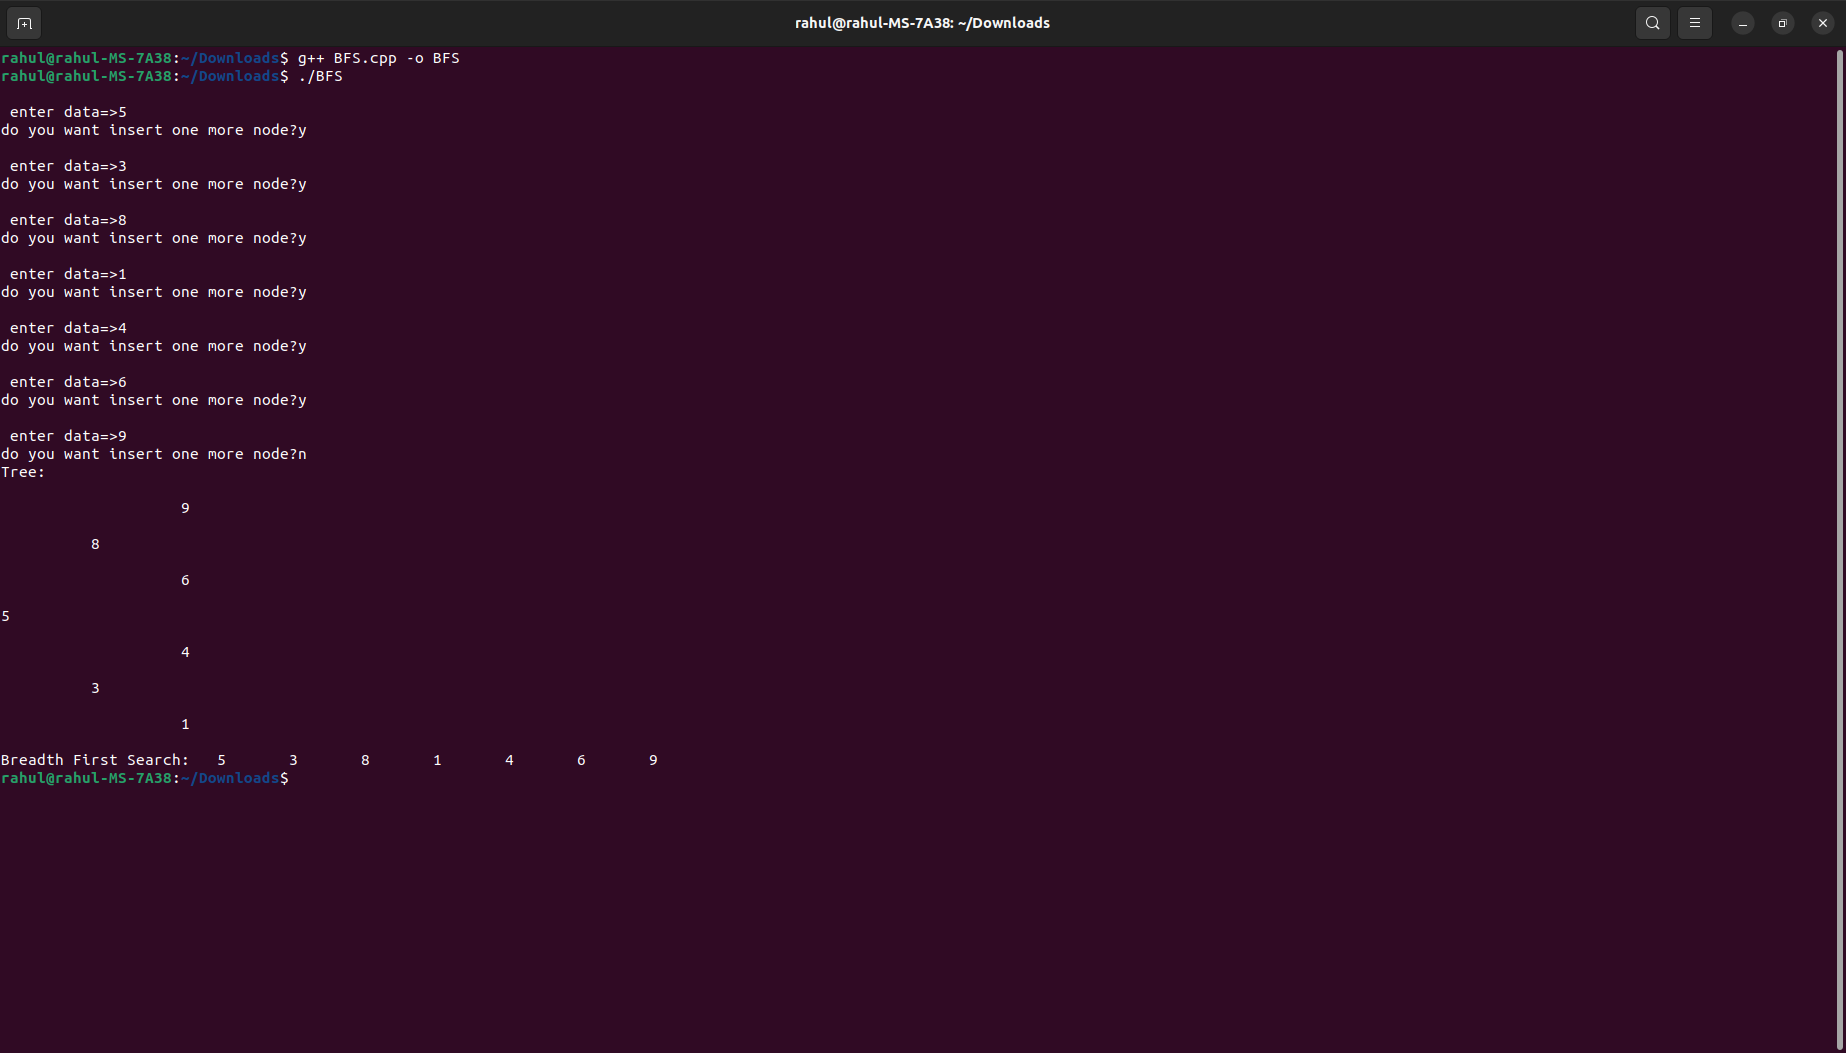 rahul@rahul-MS-7A38: ~/Downloads
rahul@rahul-MS-7A38:~/Downloads$ g++ BFS.cpp -o BFS
rahul@rahul-MS-7A38:~/Downloads$ ./BFS
enter data=>5
do you want insert one more node?y
enter data=>3
do you want insert one more node?y
enter data=>8
do you want insert one more node?y
enter data=>1
do you want insert one more node?y
enter data=>4
do you want insert one more node?y
enter data=>6
do you want insert one more node?y
enter data=>9
do you want insert one more node?n
Tree:
9
8
6
5
4
3
1
Breadth First Search: 5 3 8 1 4 6 9
rahul@rahul-MS-7A38:~/Downloads$